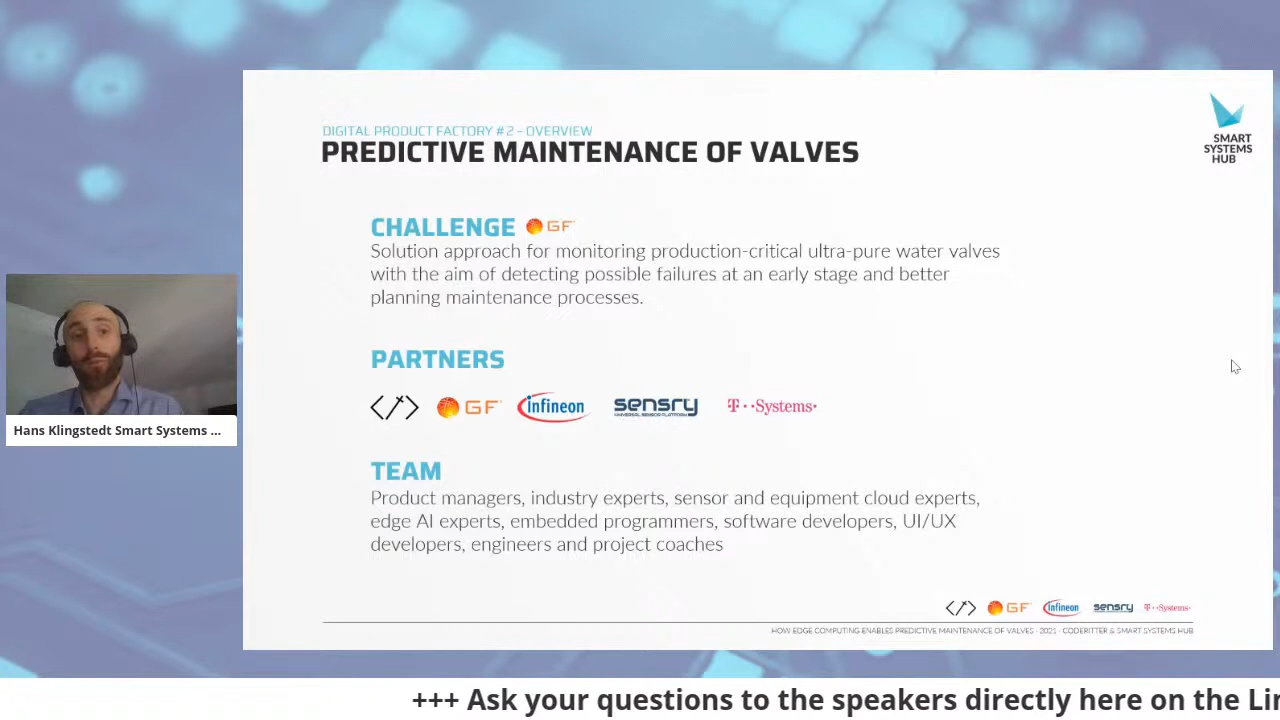 DIGITAL PRODUCT FACTORY #2 - OVERVIEW
PREDICTIVE MAINTENANCE OF VALVES
SMART
SYSTEMS
HUB
CHALLENGE GF
Solution approach for monitoring production-critical ultra-pure water valves
with the aim of detecting possible failures at an early stage and better
planning maintenance processes.
PARTNERS
</> GF infineon sensry T··Systems·
UNIVERSAL SENSOR PLATFORM
TEAM
Product managers, industry experts, sensor and equipment cloud experts,
edge AI experts, embedded programmers, software developers, UI/UX
developers, engineers and project coaches
</> GF infineon sensry T··Systems·
HOW EDGE COMPUTING ENABLES PREDICTIVE MAINTENANCE OF VALVES · 2021 · CODERITTER & SMART SYSTEMS HUB
Hans Klingstedt Smart Systems ...
+++ Ask your questions to the speakers directly here on the Lin